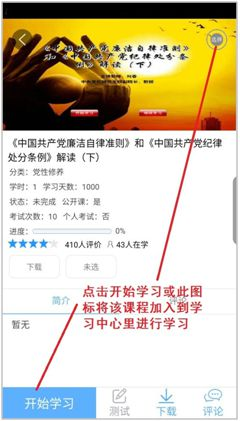 《中国共产党廉洁自律准则》
和《中国共产党纪律处分条
例》解读（下）
选择
《中国共产党廉洁自律准则》和《中国共产党纪律
处分条例》解读（下）
分类：党性修养
学时：1 学习天数：1000
状态：未完成 公开课：是
考试次数：10 个人考试：否
进度： 0%
410人评价 43人在学
下载 未选
点击开始学习或此图
标将该课程加入到学
习中心里进行学习
简介
暂无
开始学习 测试 下载 评论